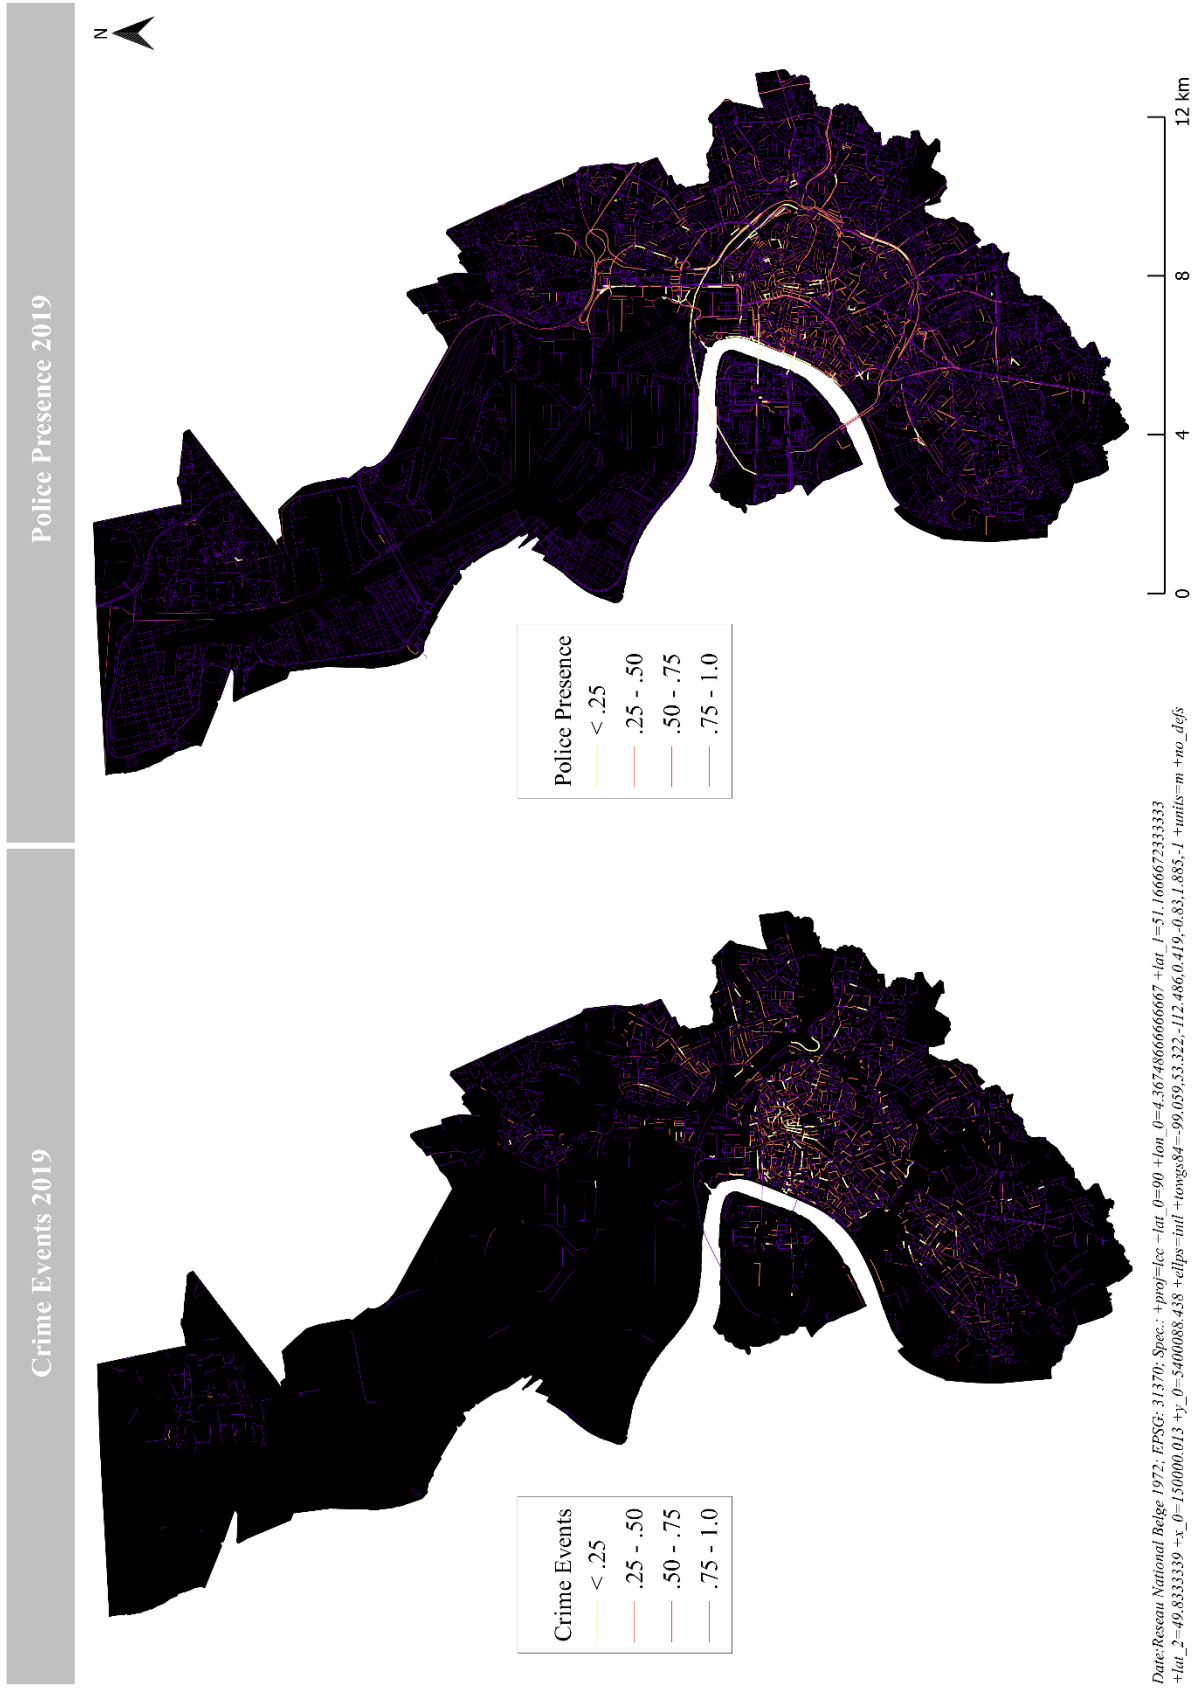 Crime Events 2019
Police Presence 2019
N
Crime Events
< .25
.25 - .50
.50 - .75
.75 - 1.0
Police Presence
< .25
.25 - .50
.50 - .75
.75 - 1.0
0 4 8 12 km
Date:Reseau National Belge 1972; EPSG: 31370; Spec.: +proj=lcc +lat_0=90 +lon_0=4.36748666666667 +lat_1=51.1666672333333
+lat_2=49.8333339 +x_0=150000.013 +y_0=5400088.438 +ellps=intl +towgs84=-99.059,53.322,-112.486,0.419,-0.83,1.885,-1 +units=m +no_defs